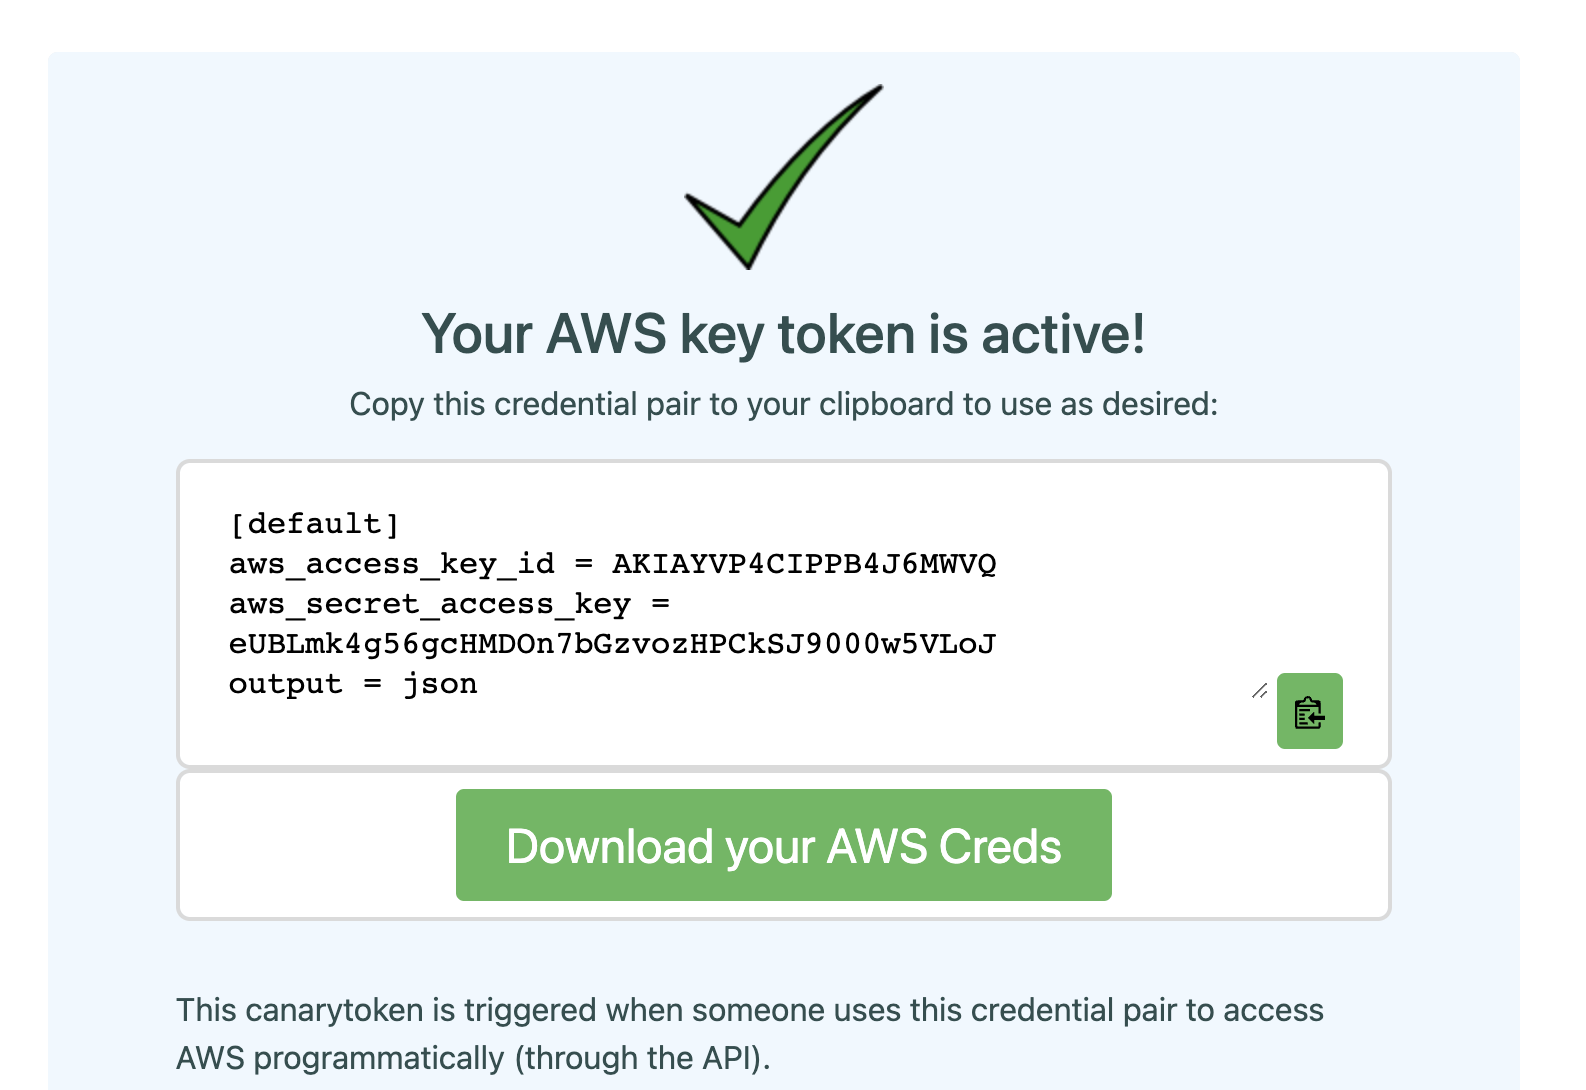 Your AWS key token is active!
Copy this credential pair to your clipboard to use as desired:
[default]
aws_access_key_id = AKIAYVP4CIPPB4J6MWVQ
aws_secret_access_key =
eUBLmk4g56gcHMDOn7bGzvozHPCkSJ9000w5VLoJ
output = json
Download your AWS Creds
This canarytoken is triggered when someone uses this credential pair to access
AWS programmatically (through the API).